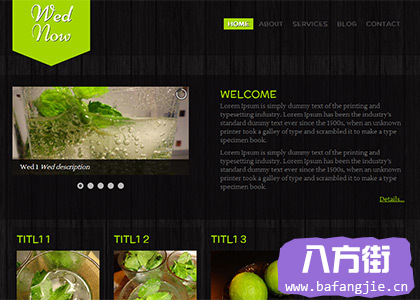 Wed
Now
HOME ABOUT SERVICES BLOG CONTACT
WELCOME
Lorem Ipsum is simply dummy text of the printing and
typesetting industry. Lorem Ipsum has been the industry's
standard dummy text ever since the 1500s, when an unknown
printer took a galley of type and scrambled it to make a type
specimen book.
Lorem Ipsum is simply dummy text of the printing and
typesetting industry. Lorem Ipsum has been the industry's
standard dummy text ever since the 1500s, when an unknown
printer took a galley of type and scrambled it to make a type
specimen book.
Details...
Wed 1 Wed description
TITL1 1 TITL1 2 TITL1 3
八方街
www.bafangjie.cn